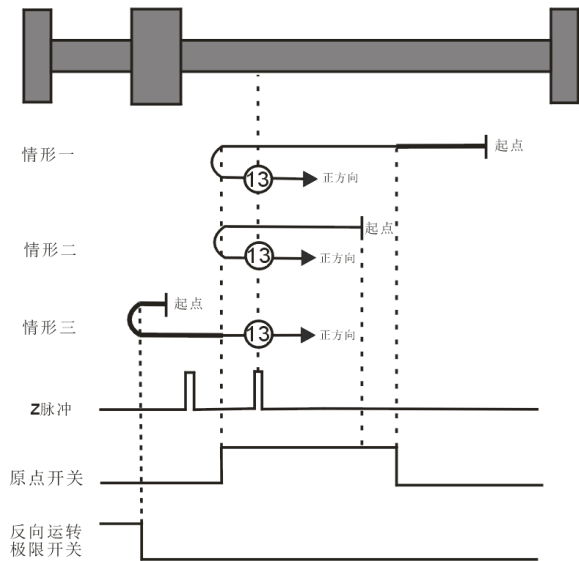 情形一
起点
13
正方向
情形二
起点
13
正方向
情形三
起点
13
正方向
Z脉冲
原点开关
反向运转
极限开关